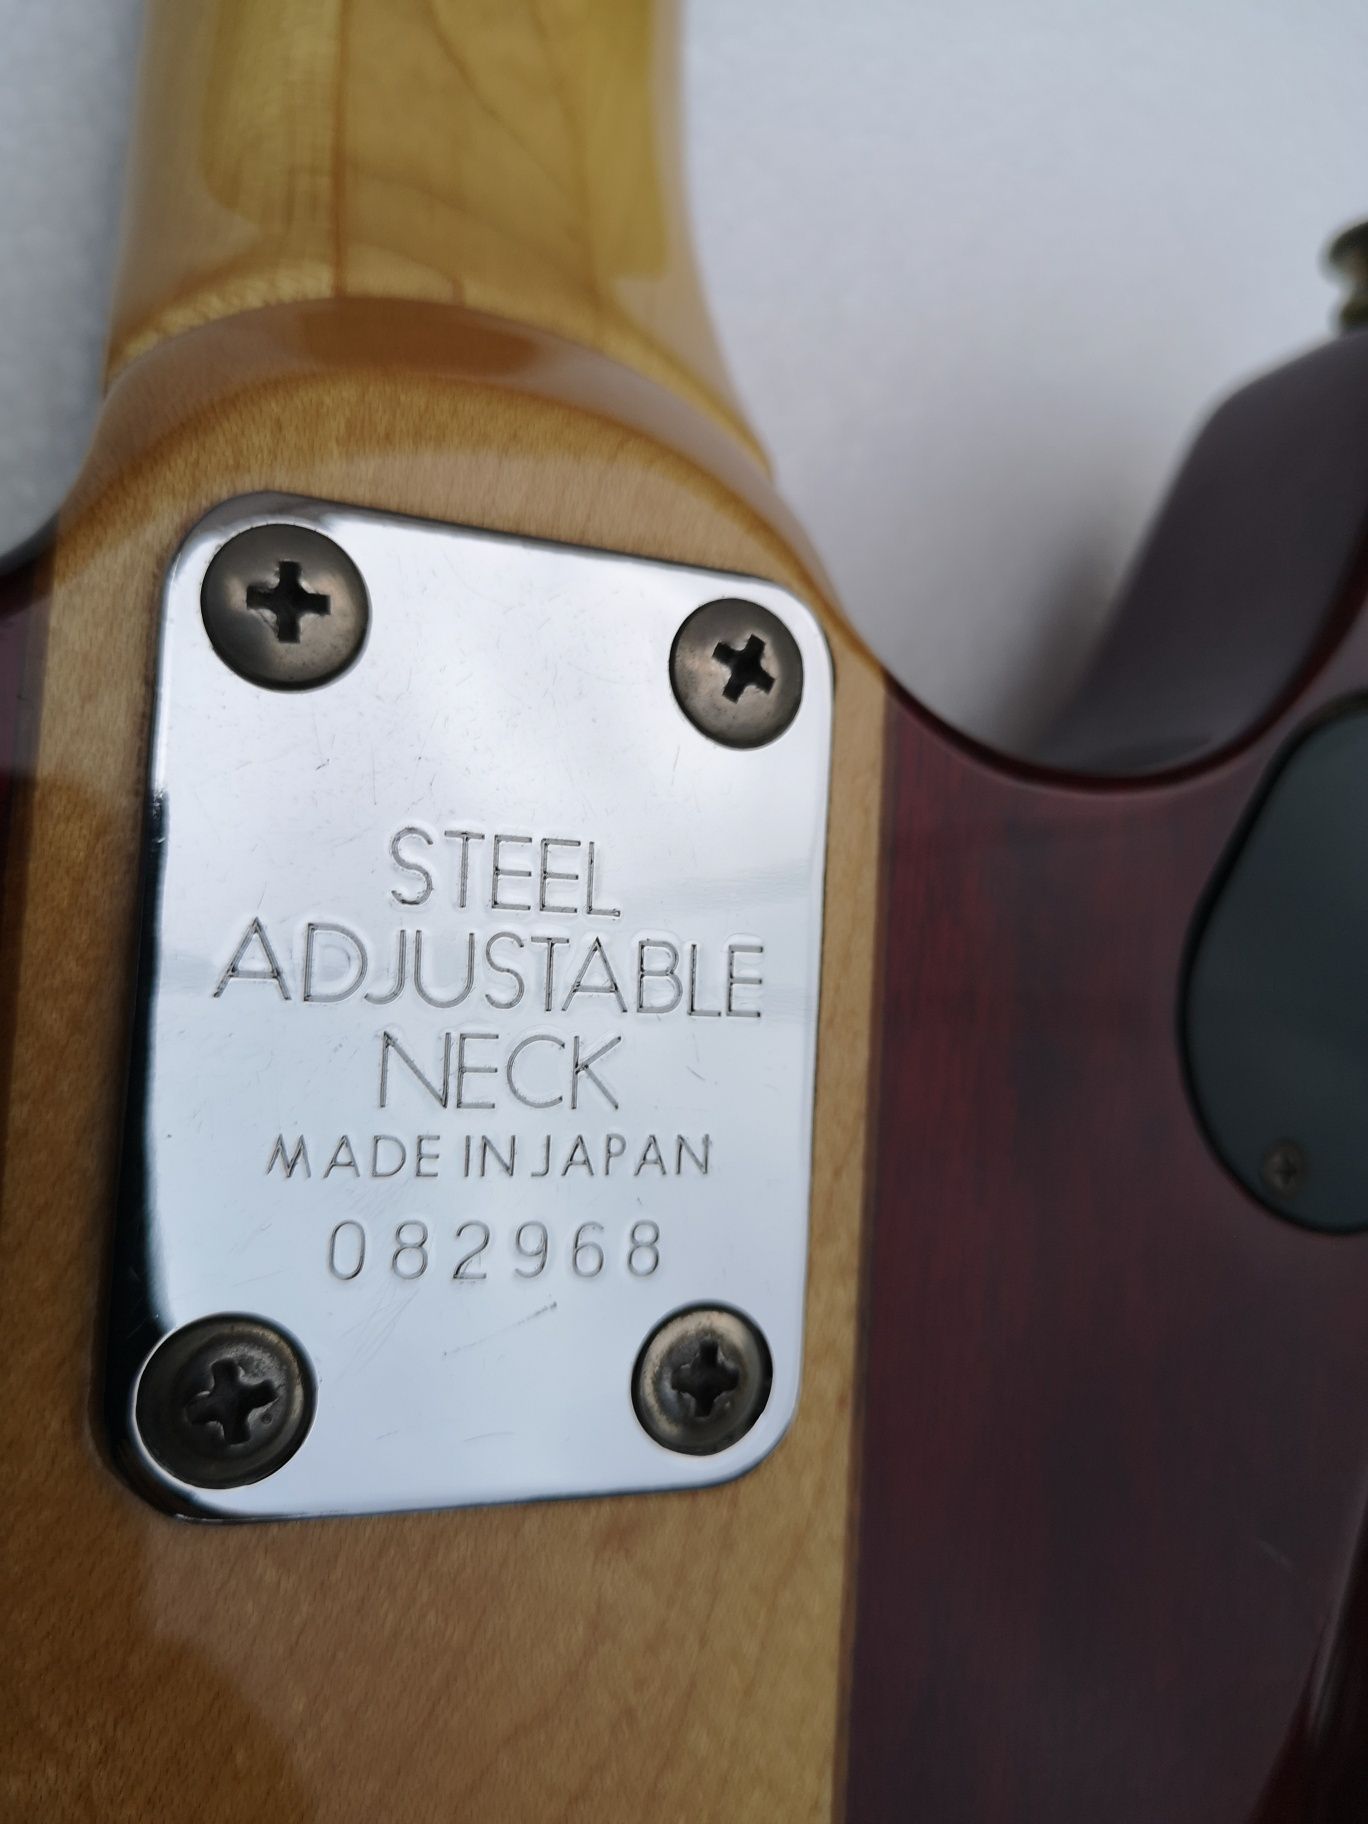 STEEL
ADJUSTABLE
NECK
MADE IN JAPAN
082968